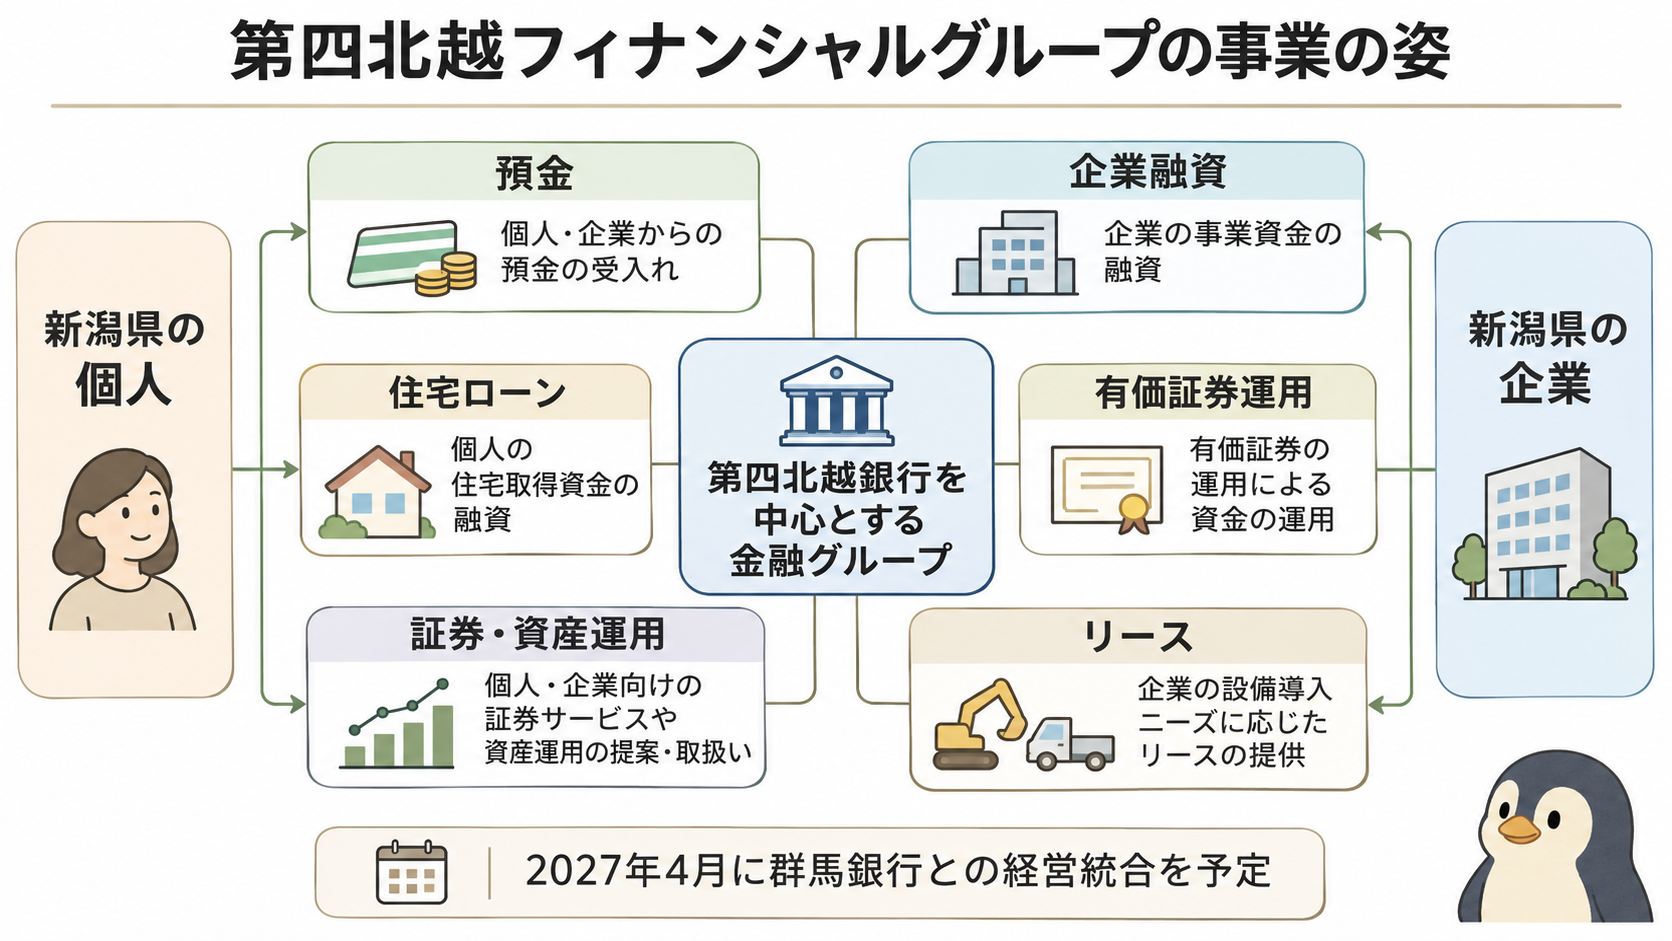 第四北越フィナンシャルグループの事業の姿
新潟県の
個人
預金
個人・企業からの
預金の受入れ
住宅ローン
個人の
住宅取得資金の
融資
証券・資産運用
個人・企業向けの
証券サービスや
資産運用の提案・取扱い
第四北越銀行を
中心とする
金融グループ
企業融資
企業の事業資金の
融資
有価証券運用
有価証券の
運用による
資金の運用
リース
企業の設備導入
ニーズに応じた
リースの提供
新潟県の
企業
2027年4月に群馬銀行との経営統合を予定